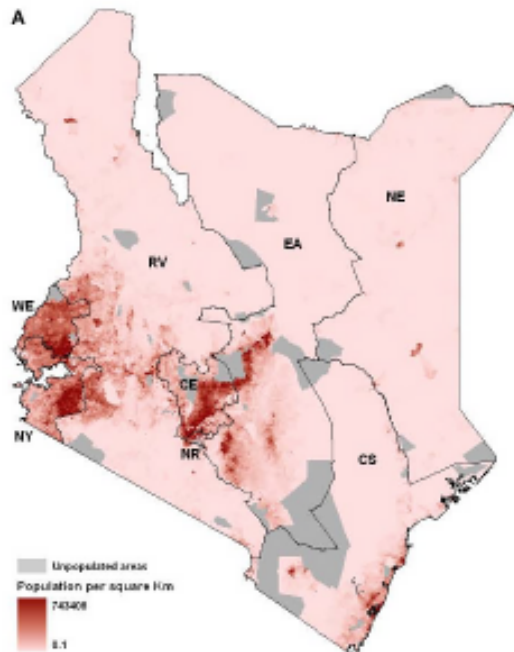 A
NE
EA
RV
WE
CE
NY
NR
CS
Unpopulated areas
Population per square Km
743408
0.1